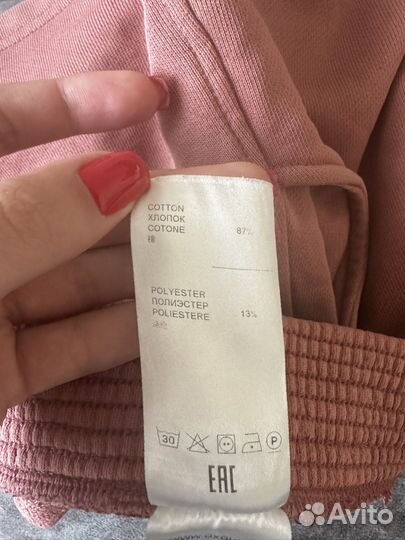 COTTON
ХЛОПОК
COTONE 87%
棉
POLYESTER
ПОЛИЭСТЕР
POLIESTERE 13%
30
P
EAC
Avito